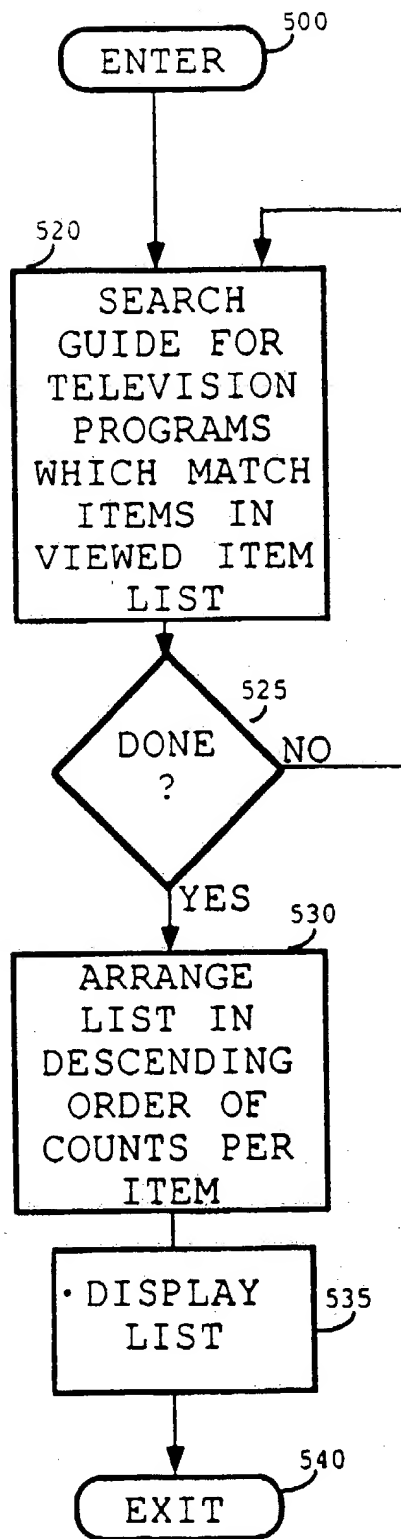 500
ENTER
520
SEARCH
GUIDE FOR
TELEVISION
PROGRAMS
WHICH MATCH
ITEMS IN
VIEWED ITEM
LIST
525
DONE
?
NO
YES
530
ARRANGE
LIST IN
DESCENDING
ORDER OF
COUNTS PER
ITEM
DISPLAY
LIST
535
540
EXIT